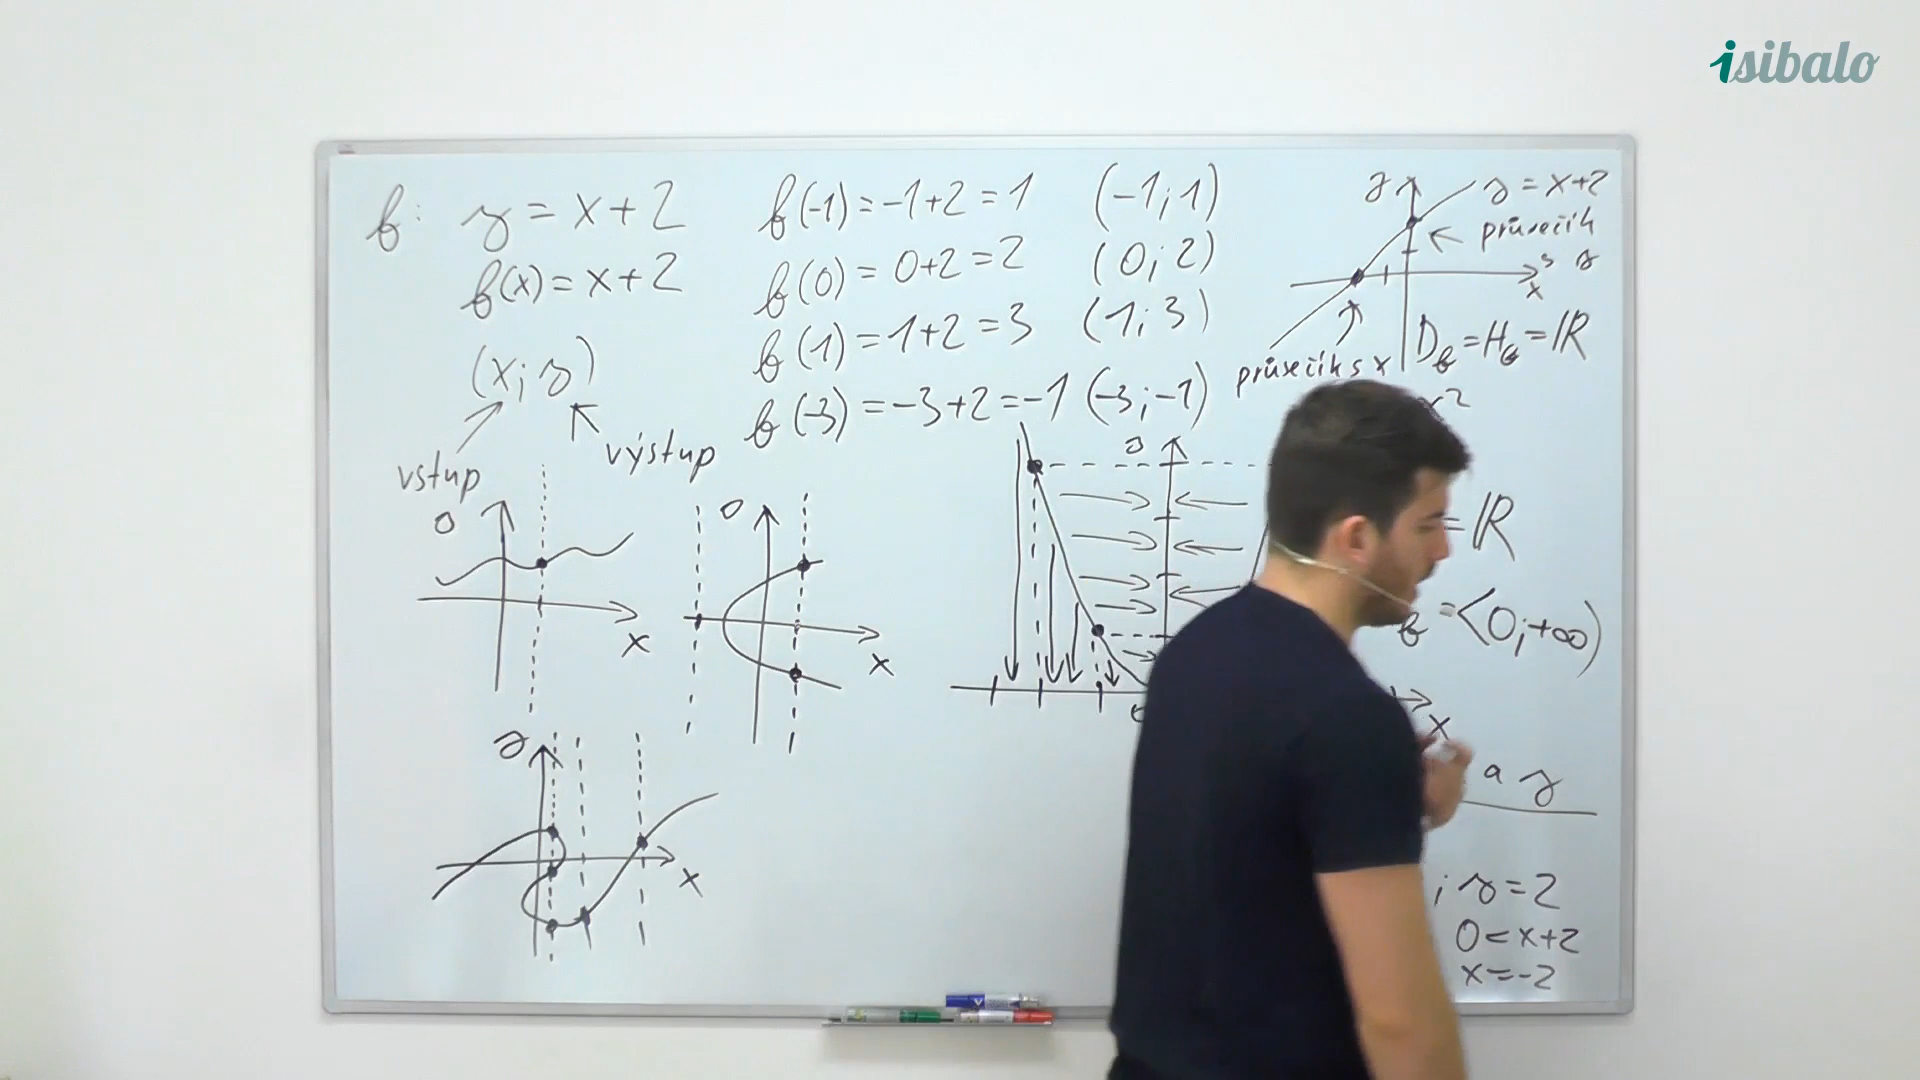 isibalo
f: y = x+2
f(x) = x+2
(x; y)
vstup
výstup
f(-1) = -1+2 = 1 (-1; 1)
f(0) = 0+2 = 2 (0; 2)
f(1) = 1+2 = 3 (1; 3)
f(-3) = -3+2 = -1 (-3; -1)
y y = x+2
průsečík
s y
x
průsečík s x
D_f = H_f = ℝ
x²
y
= ℝ
f = <0; +∞)
x
y
x
y
x
y
x
a y
; y = 2
0 = x+2
x = -2